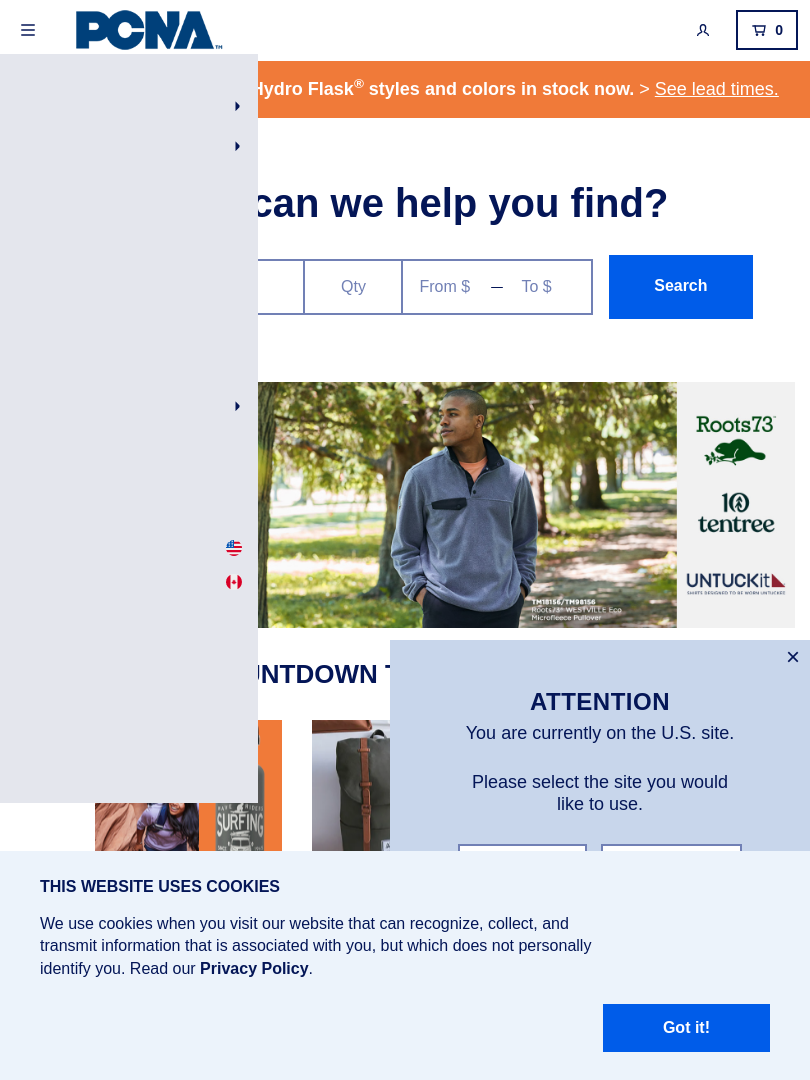 PCNA™
0
Hydro Flask® styles and colors in stock now. > See lead times.
can we help you find?
Qty
From $
—
To $
Search
Roots73™
tentree
UNTUCKit
SHIRTS DESIGNED TO BE WORN UNTUCKED
TM18156/TM98156
Roots73® WESTVILLE Eco
Microfleece Pullover
UNTDOWN T
SURFING
ATTENTION
You are currently on the U.S. site.
Please select the site you would
like to use.
THIS WEBSITE USES COOKIES
We use cookies when you visit our website that can recognize, collect, and
transmit information that is associated with you, but which does not personally
identify you. Read our Privacy Policy.
Got it!